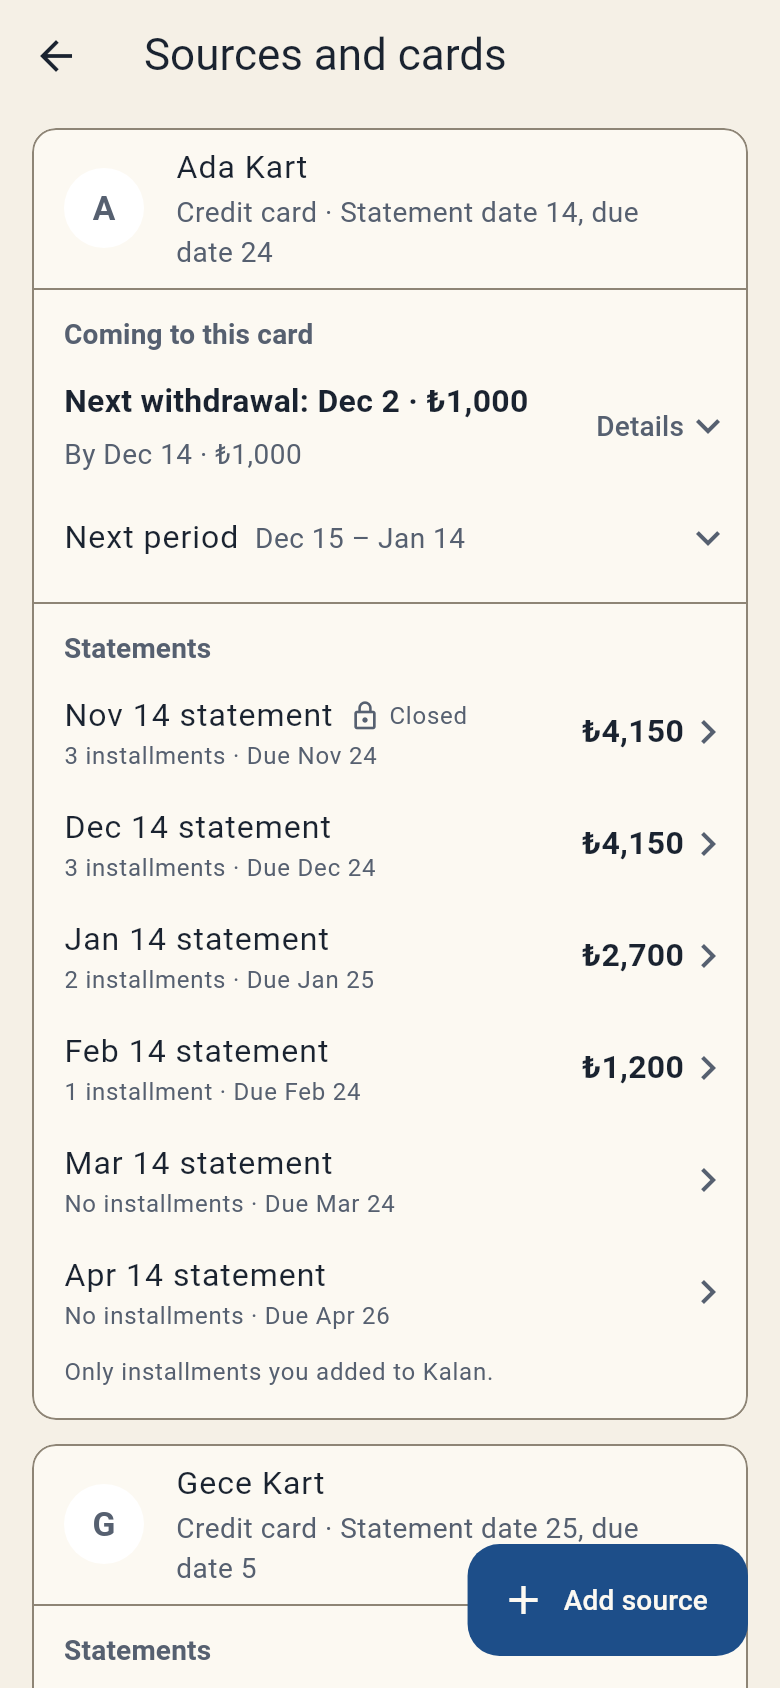 Sources and cards
A
Ada Kart
Credit card · Statement date 14, due
date 24
Coming to this card
Next withdrawal: Dec 2 · ₺1,000
By Dec 14 · ₺1,000
Details
Next period Dec 15 – Jan 14
Statements
Nov 14 statement Closed
3 installments · Due Nov 24
₺4,150
Dec 14 statement
3 installments · Due Dec 24
₺4,150
Jan 14 statement
2 installments · Due Jan 25
₺2,700
Feb 14 statement
1 installment · Due Feb 24
₺1,200
Mar 14 statement
No installments · Due Mar 24
Apr 14 statement
No installments · Due Apr 26
Only installments you added to Kalan.
G
Gece Kart
Credit card · Statement date 25, due
date 5
Add source
Statements